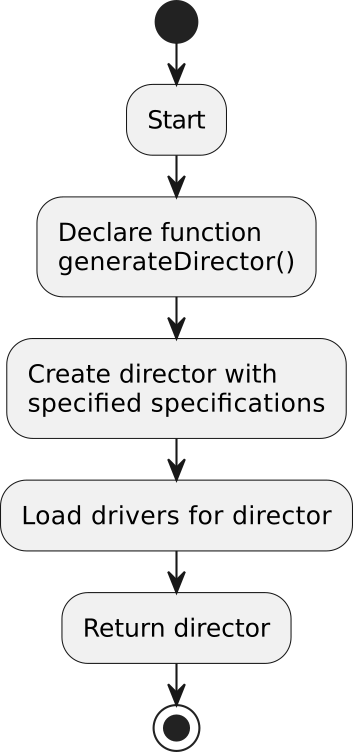 Start
Declare function
generateDirector()
Create director with
specified specifications
Load drivers for director
Return director